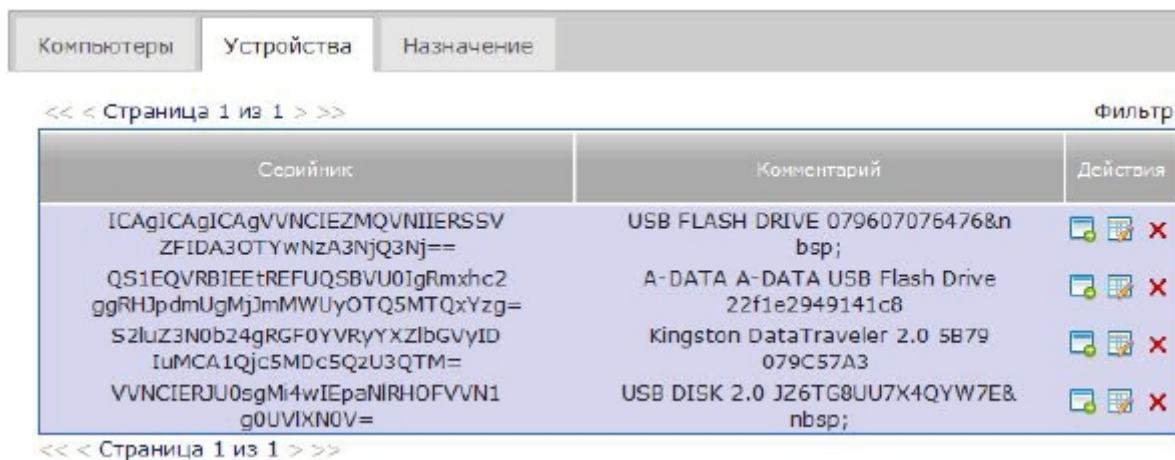 Компьютеры Устройства Назначение
<< < Страница 1 из 1 > >> Фильтр
Серийник Комментарий Действия
ICAgICAgICAgVVNCIEZMQVNIIERSSV USB FLASH DRIVE 079607076476&n
ZFIDA3OTYwNzA3NjQ3Nj== bsp;
QS1EQVRBIEEtREFUQSBVU0IgRmxhc2 A-DATA A-DATA USB Flash Drive
ggRHJpdmUgMjJmMWUyOTQ5MTQxYzg= 22f1e2949141c8
S2luZ3N0b24gRGF0YVRyYXZlbGVyID Kingston DataTraveler 2.0 5B79
IuMCA1Qjc5MDc5QzU3QTM= 079C57A3
VVNCIERJU0sgMi4wIEpaNlRHOFVVN1 USB DISK 2.0 JZ6TG8UU7X4QYW7E&
g0UVlXN0V= nbsp;
<< < Страница 1 из 1 > >>